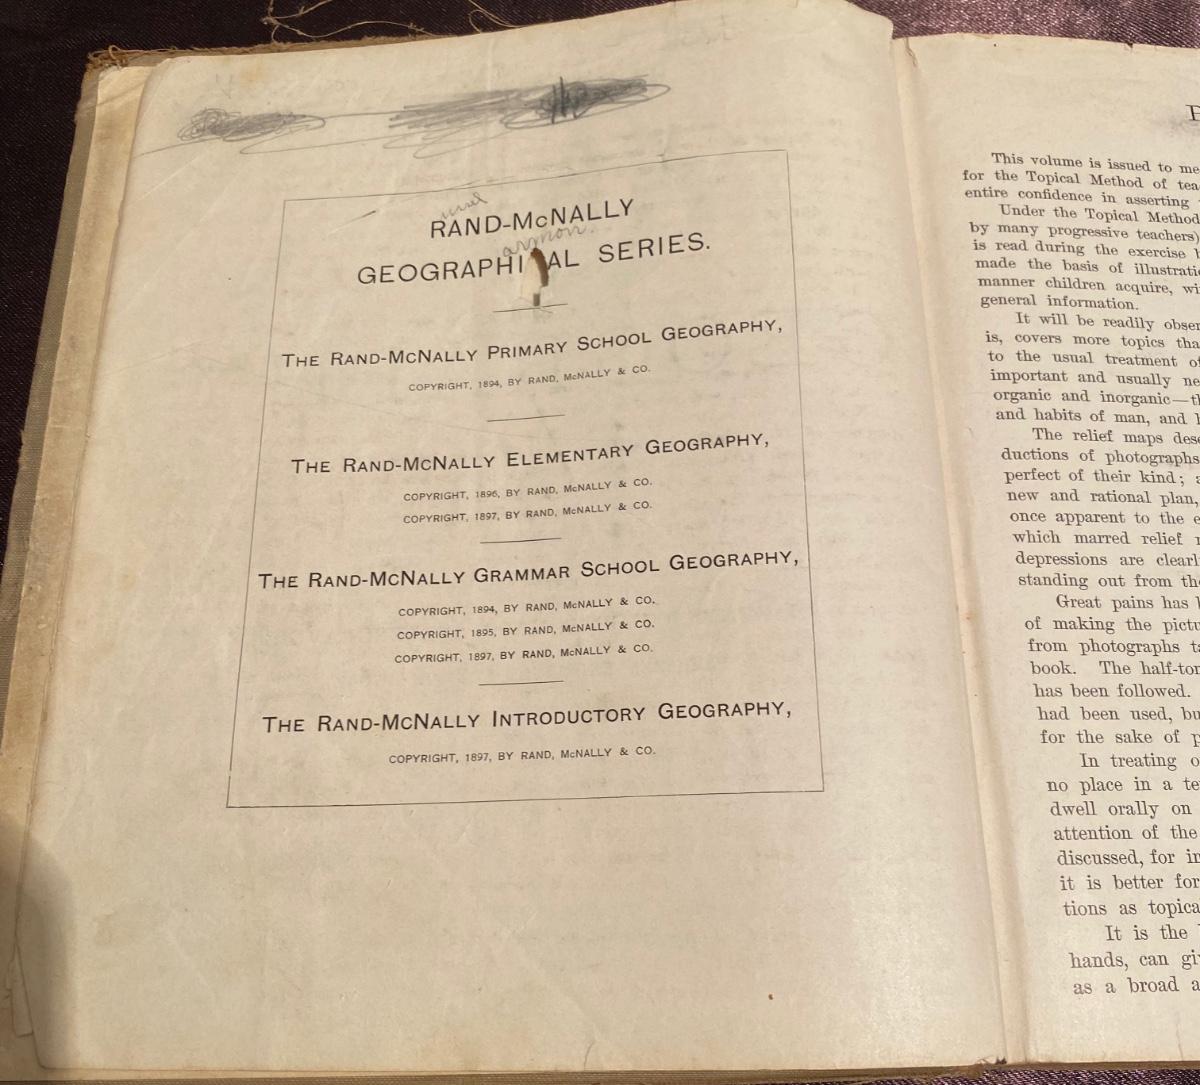 RAND-McNALLY
GEOGRAPHI AL SERIES.
THE RAND-MCNALLY PRIMARY SCHOOL GEOGRAPHY,
COPYRIGHT, 1894, BY RAND, McNALLY & CO.
THE RAND-MCNALLY ELEMENTARY GEOGRAPHY,
COPYRIGHT, 1896, BY RAND, McNALLY & CO.
COPYRIGHT, 1897, BY RAND, McNALLY & CO.
THE RAND-MCNALLY GRAMMAR SCHOOL GEOGRAPHY,
COPYRIGHT, 1894, BY RAND, McNALLY & CO.
COPYRIGHT, 1895, BY RAND, McNALLY & CO.
COPYRIGHT, 1897, BY RAND, McNALLY & CO.
THE RAND-MCNALLY INTRODUCTORY GEOGRAPHY,
COPYRIGHT, 1897, BY RAND, McNALLY & CO.
This volume is issued to me
for the Topical Method of tea
entire confidence in asserting
Under the Topical Method
by many progressive teachers)
is read during the exercise b
made the basis of illustrati
manner children acquire, wi
general information.
It will be readily obser
is, covers more topics tha
to the usual treatment of
important and usually ne
organic and inorganic—th
and habits of man, and
The relief maps des
ductions of photographs
perfect of their kind; a
new and rational plan,
once apparent to the e
which marred relief
depressions are clearl
standing out from the
Great pains has
of making the pictu
from photographs ta
book. The half-ton
has been followed.
had been used, bu
for the sake of p
In treating o
no place in a te
dwell orally on
attention of the
discussed, for in
it is better for
tions as topica
It is the
hands, can gi
as a broad a